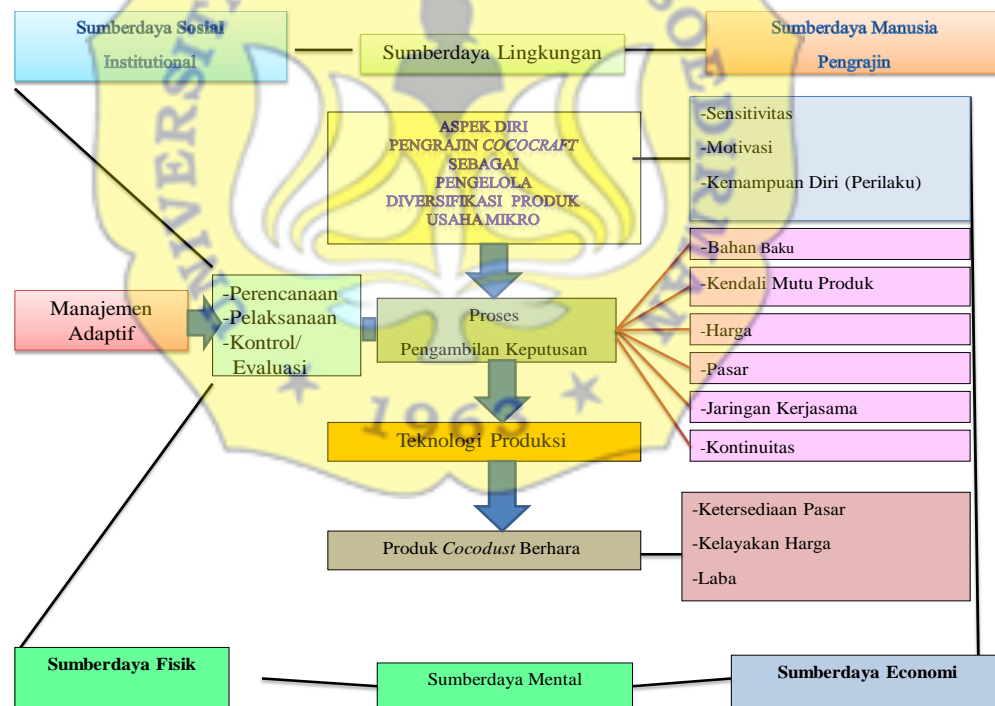 Sumberdaya Sosial
Institutional
Sumberdaya Lingkungan
Sumberdaya Manusia
Pengrajin
ASPEK DIRI
PENGRAJIN COCOCRAFT
SEBAGAI
PENGELOLA
DIVERSIFIKASI PRODUK
USAHA MIKRO
-Sensitivitas
-Motivasi
-Kemampuan Diri (Perilaku)
Manajemen
Adaptif
-Perencanaan
-Pelaksanaan
-Kontrol/
Evaluasi
Proses
Pengambilan Keputusan
-Bahan Baku
-Kendali Mutu Produk
-Harga
-Pasar
-Jaringan Kerjasama
-Kontinuitas
Teknologi Produksi
1963
Produk Cocodust Berhara
-Ketersediaan Pasar
-Kelayakan Harga
-Laba
Sumberdaya Fisik
Sumberdaya Mental
Sumberdaya Economi